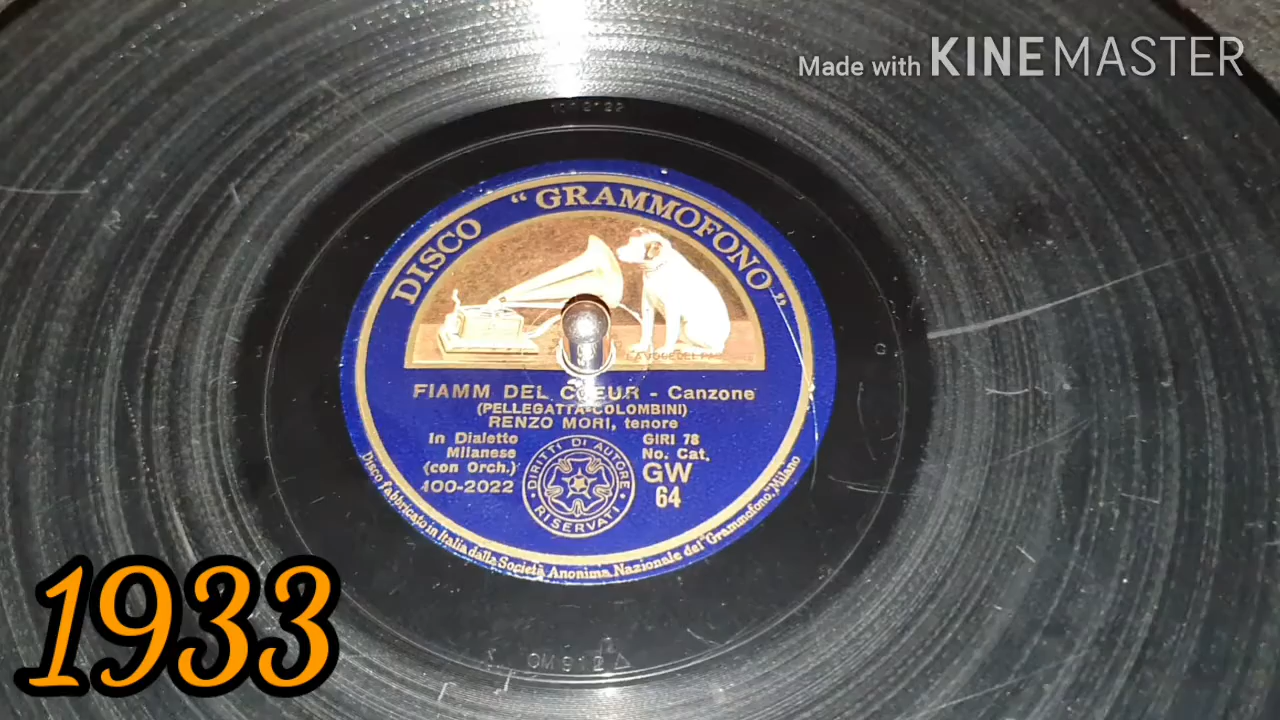 Made with KINEMASTER
DISCO "GRAMMOFONO"
FIAMM DEL CŒUR - Canzone
(PELLEGATTA-COLOMBINI)
RENZO MORI, tenore
In Dialetto
Milanese
(con Orch.)
100-2022
DIRITTI DI AUTORE
RISERVATI
GIRI 78
No. Cat.
GW
64
Disco fabbricato in Italia dalla Società Anonima Nazionale del "Grammofono", Milano
1933